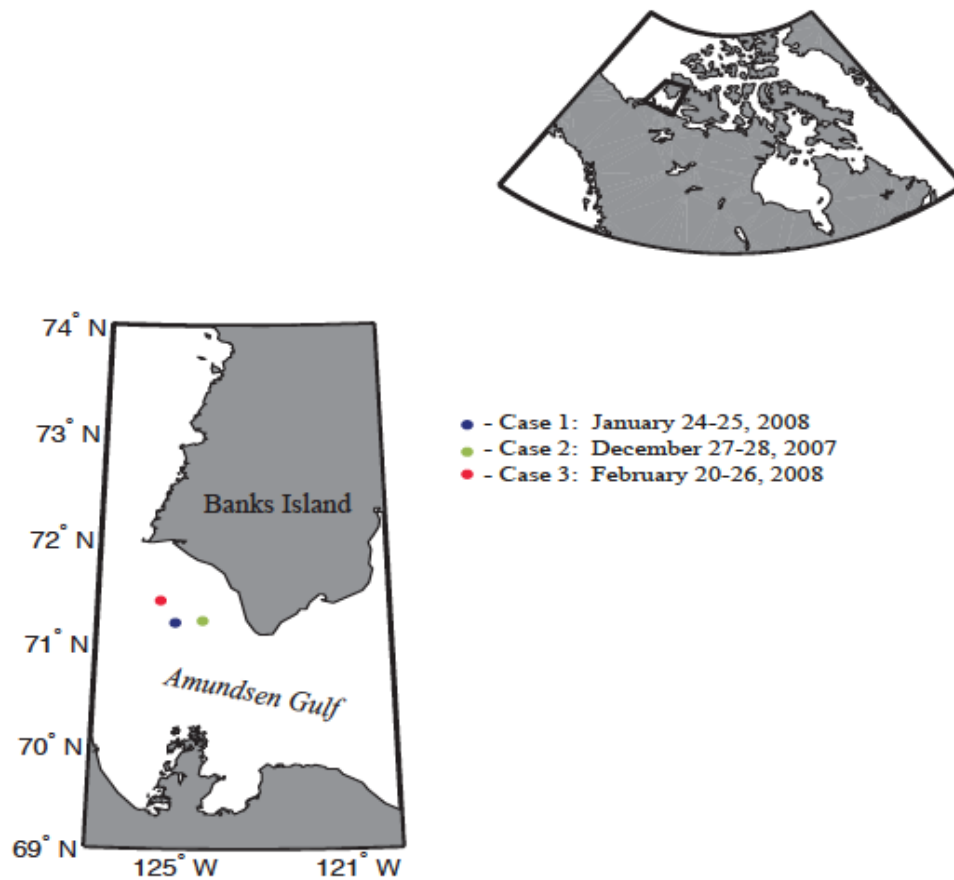 74° N
73° N
Banks Island
72° N
71° N
Amundsen Gulf
70° N
69° N
125° W 121° W
- Case 1: January 24-25, 2008
- Case 2: December 27-28, 2007
- Case 3: February 20-26, 2008